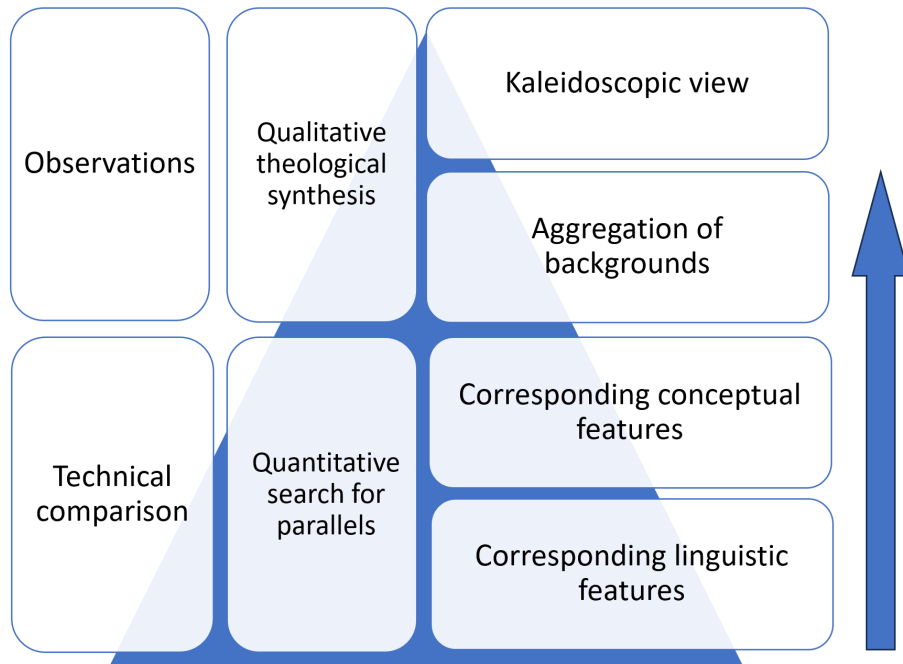 Observations
Qualitative
theological
synthesis
Kaleidoscopic view
Aggregation of
backgrounds
Technical
comparison
Quantitative
search for
parallels
Corresponding conceptual
features
Corresponding linguistic
features